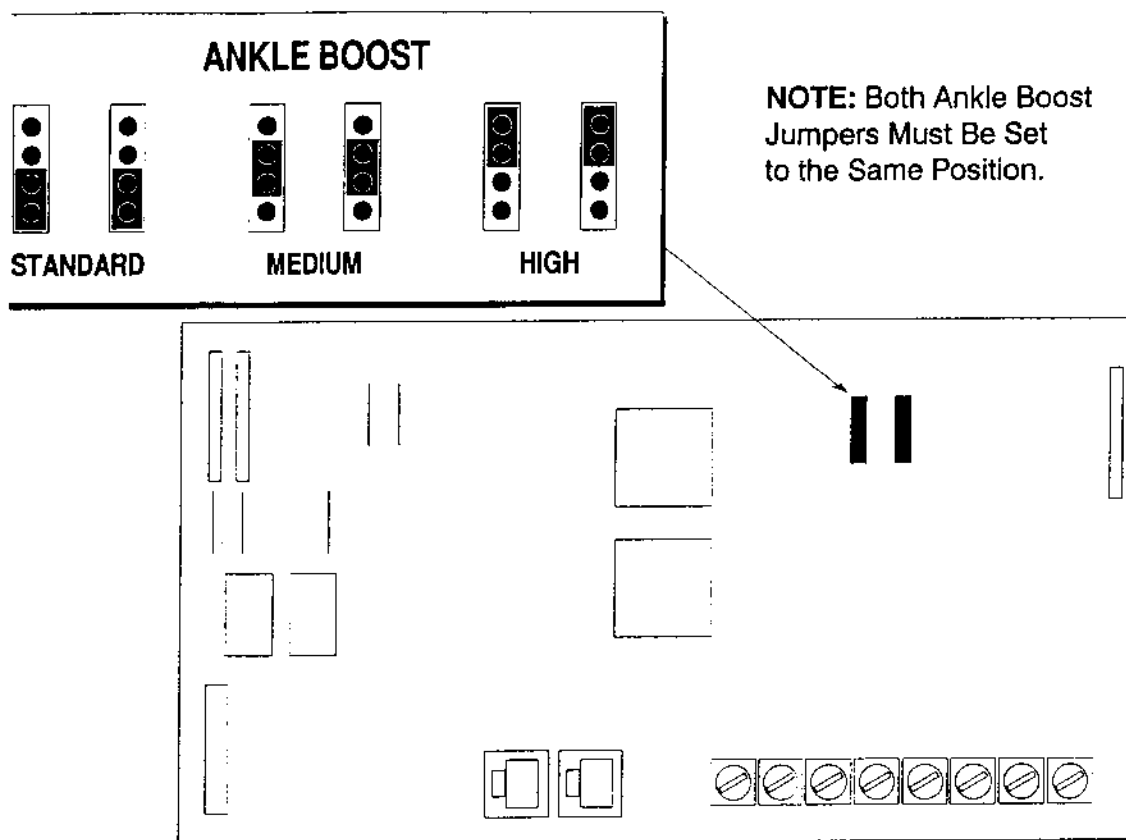 ANKLE BOOST
NOTE: Both Ankle Boost
Jumpers Must Be Set
to the Same Position.
STANDARD MEDIUM HIGH